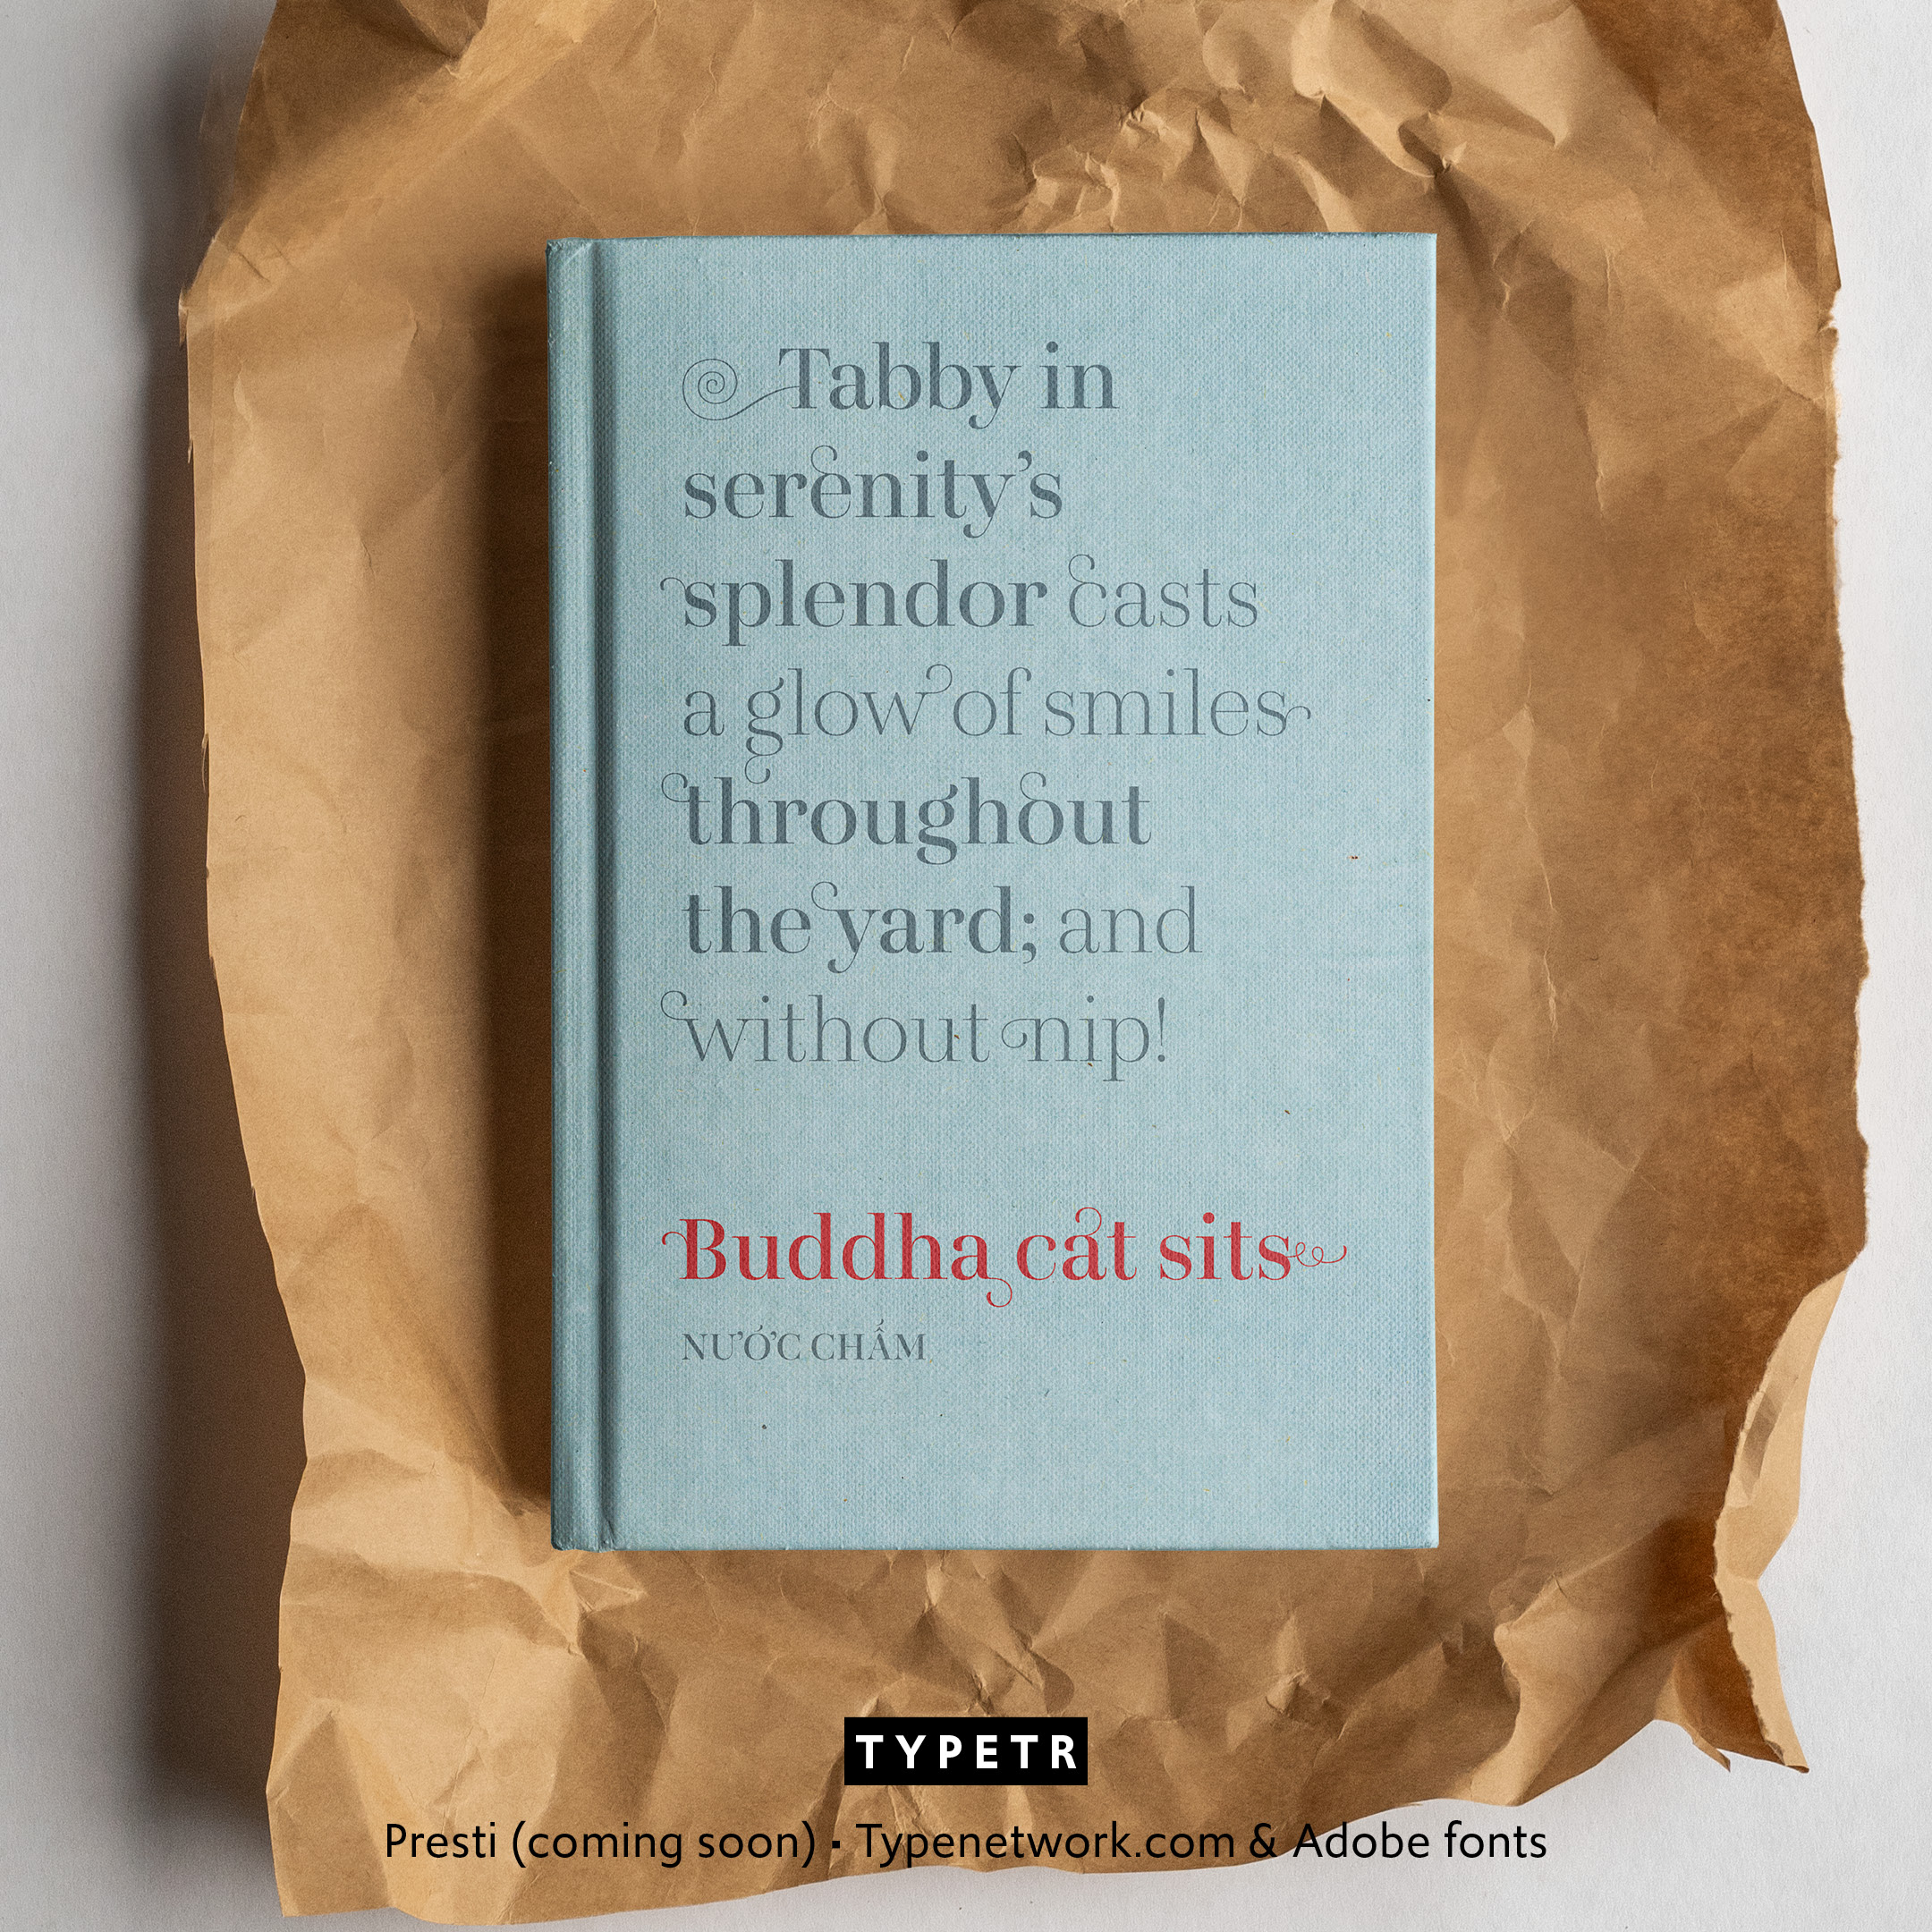 Tabby in
serenity’s
splendor casts
a glow of smiles
throughout
the yard; and
without nip!
Buddha cat sits
NƯỚC CHẤM
TYPETR
Presti (coming soon) ▪ Typenetwork.com & Adobe fonts